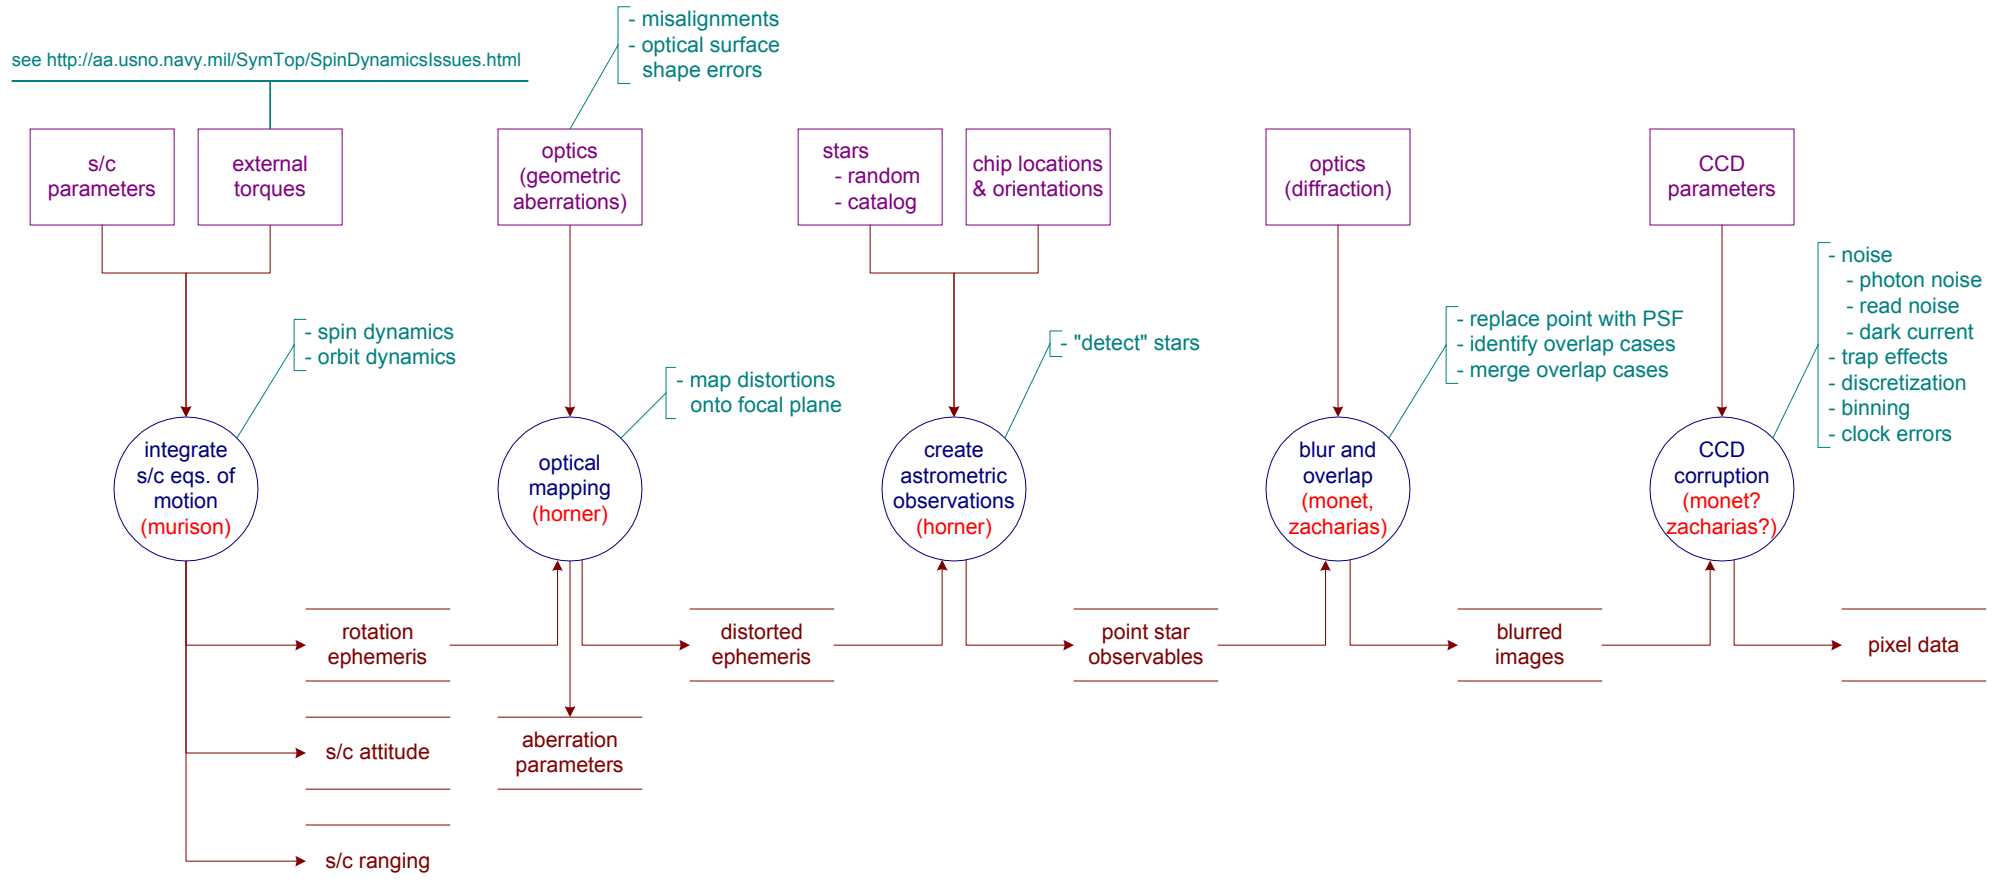 see http://aa.usno.navy.mil/SymTop/SpinDynamicsIssues.html
- misalignments
- optical surface
shape errors
s/c
parameters
external
torques
optics
(geometric
aberrations)
stars
- random
- catalog
chip locations
& orientations
optics
(diffraction)
CCD
parameters
- spin dynamics
- orbit dynamics
- map distortions
onto focal plane
- "detect" stars
- replace point with PSF
- identify overlap cases
- merge overlap cases
- noise
- photon noise
- read noise
- dark current
- trap effects
- discretization
- binning
- clock errors
integrate
s/c eqs. of
motion
(murison)
optical
mapping
(horner)
create
astrometric
observations
(horner)
blur and
overlap
(monet,
zacharias)
CCD
corruption
(monet?
zacharias?)
rotation
ephemeris
distorted
ephemeris
point star
observables
blurred
images
pixel data
s/c attitude
aberration
parameters
s/c ranging